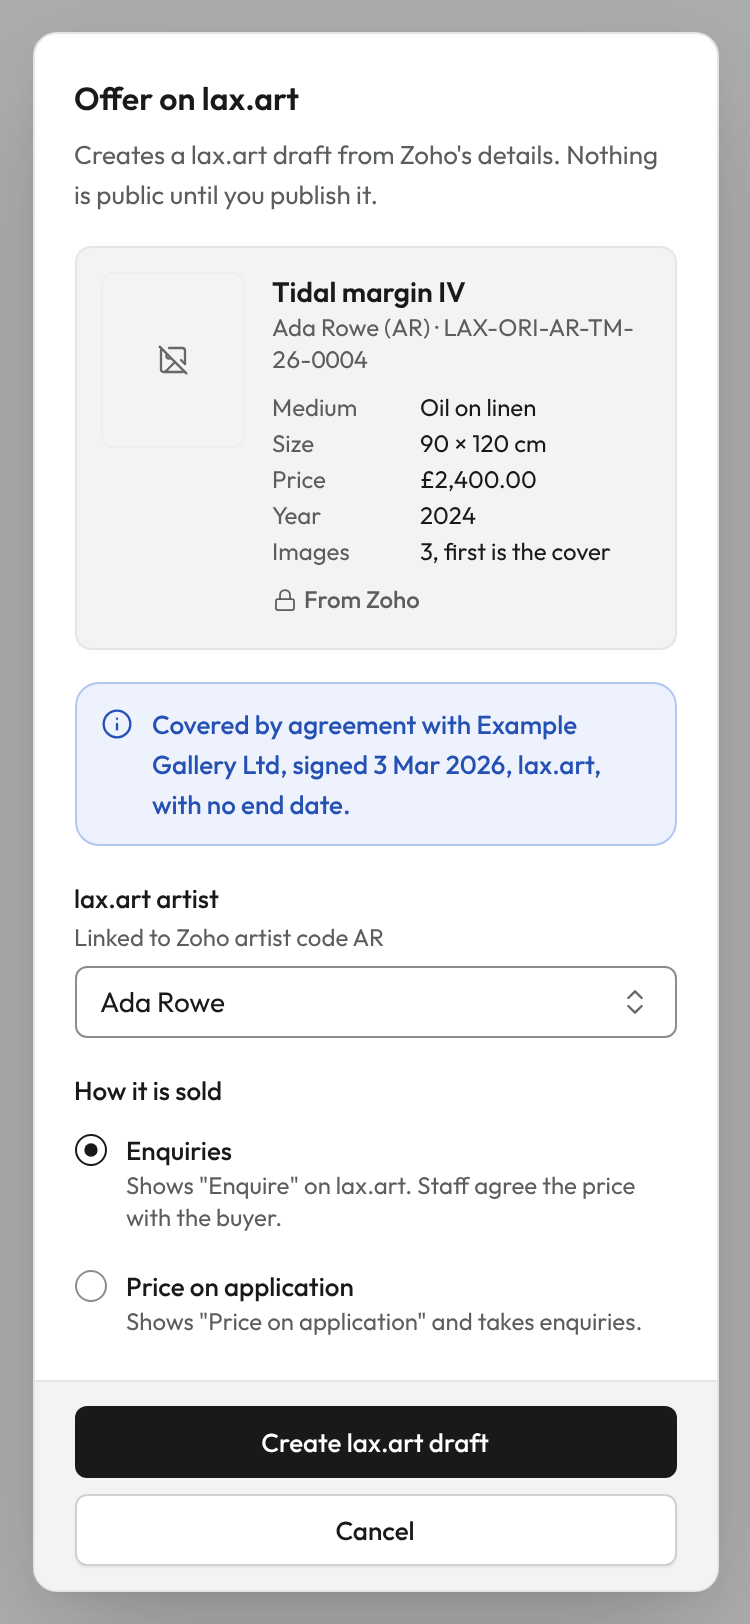 Offer on lax.art
Creates a lax.art draft from Zoho's details. Nothing
is public until you publish it.
Tidal margin IV
Ada Rowe (AR) · LAX-ORI-AR-TM-
26-0004
Medium Oil on linen
Size 90 × 120 cm
Price £2,400.00
Year 2024
Images 3, first is the cover
From Zoho
Covered by agreement with Example
Gallery Ltd, signed 3 Mar 2026, lax.art,
with no end date.
lax.art artist
Linked to Zoho artist code AR
Ada Rowe
How it is sold
Enquiries
Shows "Enquire" on lax.art. Staff agree the price
with the buyer.
Price on application
Shows "Price on application" and takes enquiries.
Create lax.art draft
Cancel